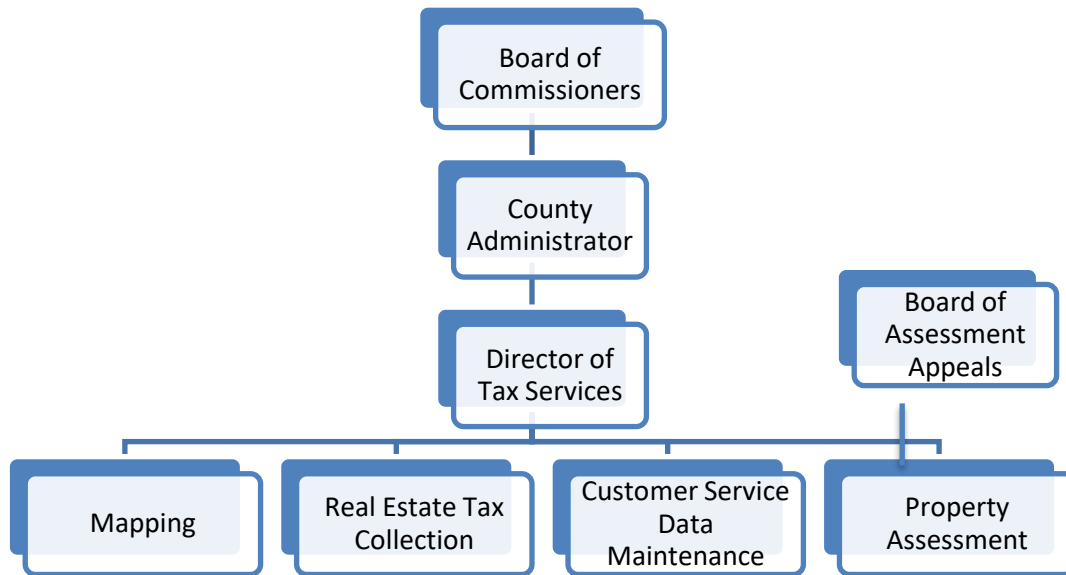 Board of
Commissioners
County
Administrator
Board of
Assessment
Appeals
Director of
Tax Services
Mapping
Real Estate Tax
Collection
Customer Service
Data
Maintenance
Property
Assessment